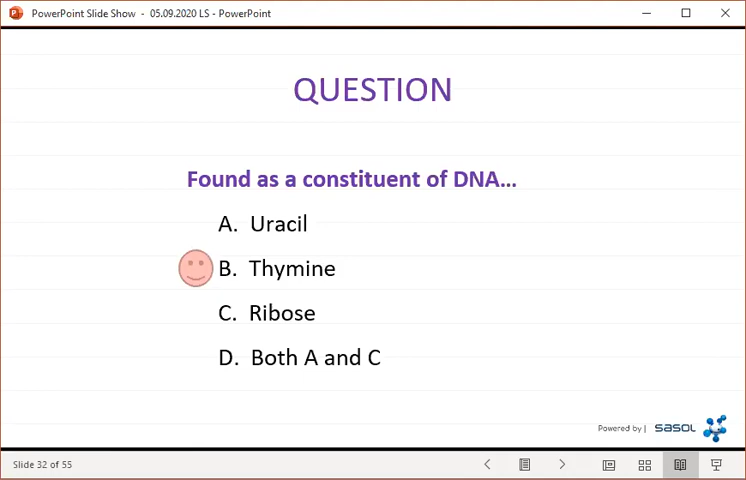 PowerPoint Slide Show - 05.09.2020 LS - PowerPoint
QUESTION
Found as a constituent of DNA...
A. Uracil
B. Thymine
C. Ribose
D. Both A and C
Powered by | sasol
Slide 32 of 55